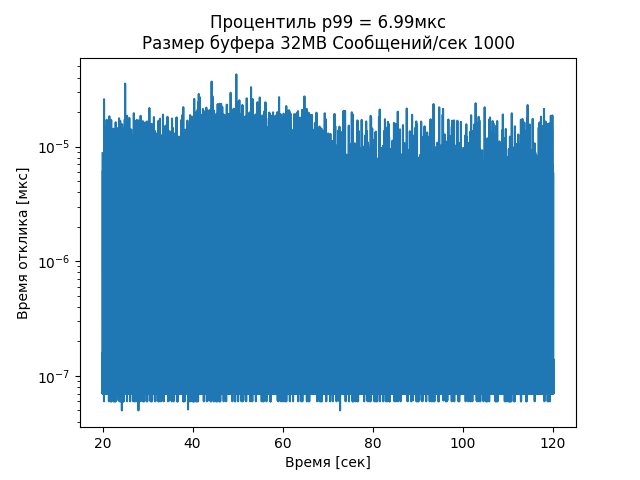 Процентиль p99 = 6.99мкс
Размер буфера 32MB Сообщений/сек 1000
Время отклика [мкс]
10⁻⁵
10⁻⁶
10⁻⁷
20 40 60 80 100 120
Время [сек]